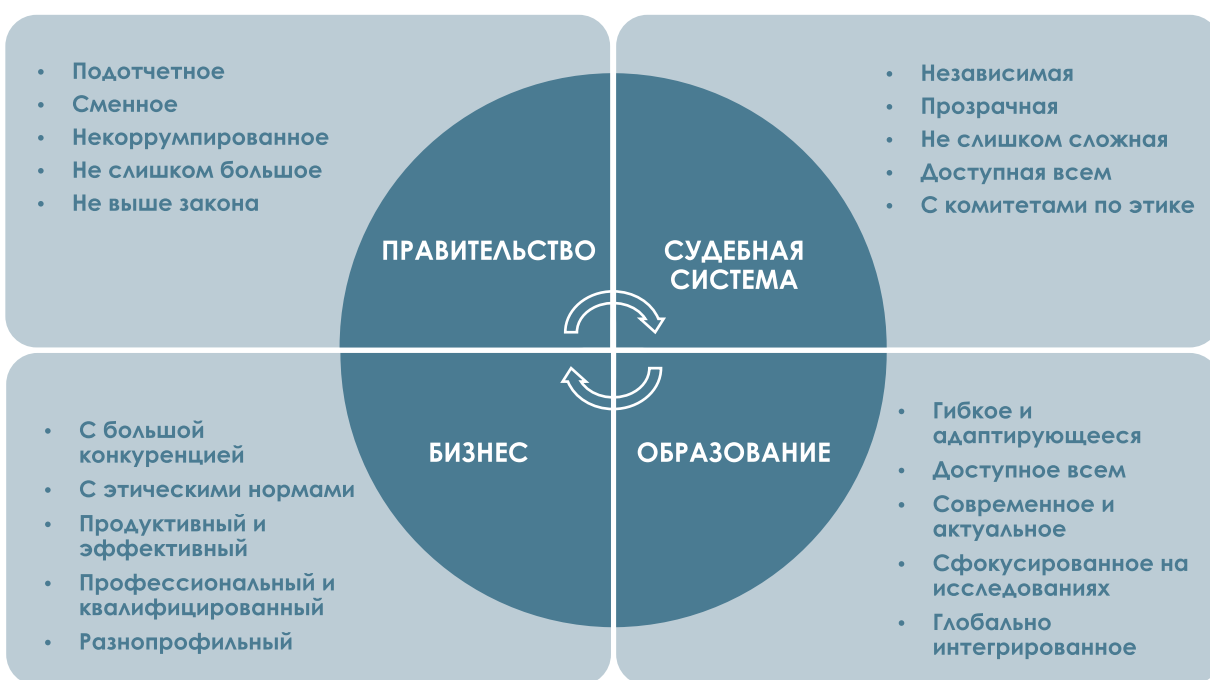 • Подотчетное
• Сменное
• Некоррумпированное
• Не слишком большое
• Не выше закона
ПРАВИТЕЛЬСТВО
• Независимая
• Прозрачная
• Не слишком сложная
• Доступная всем
• С комитетами по этике
СУДЕБНАЯ
СИСТЕМА
• С большой
конкуренцией
• С этическими нормами
• Продуктивный и
эффективный
• Профессиональный и
квалифицированный
• Разнопрофильный
БИЗНЕС
ОБРАЗОВАНИЕ
• Гибкое и
адаптирующееся
• Доступное всем
• Современное и
актуальное
• Сфокусированное на
исследованиях
• Глобально
интегрированное